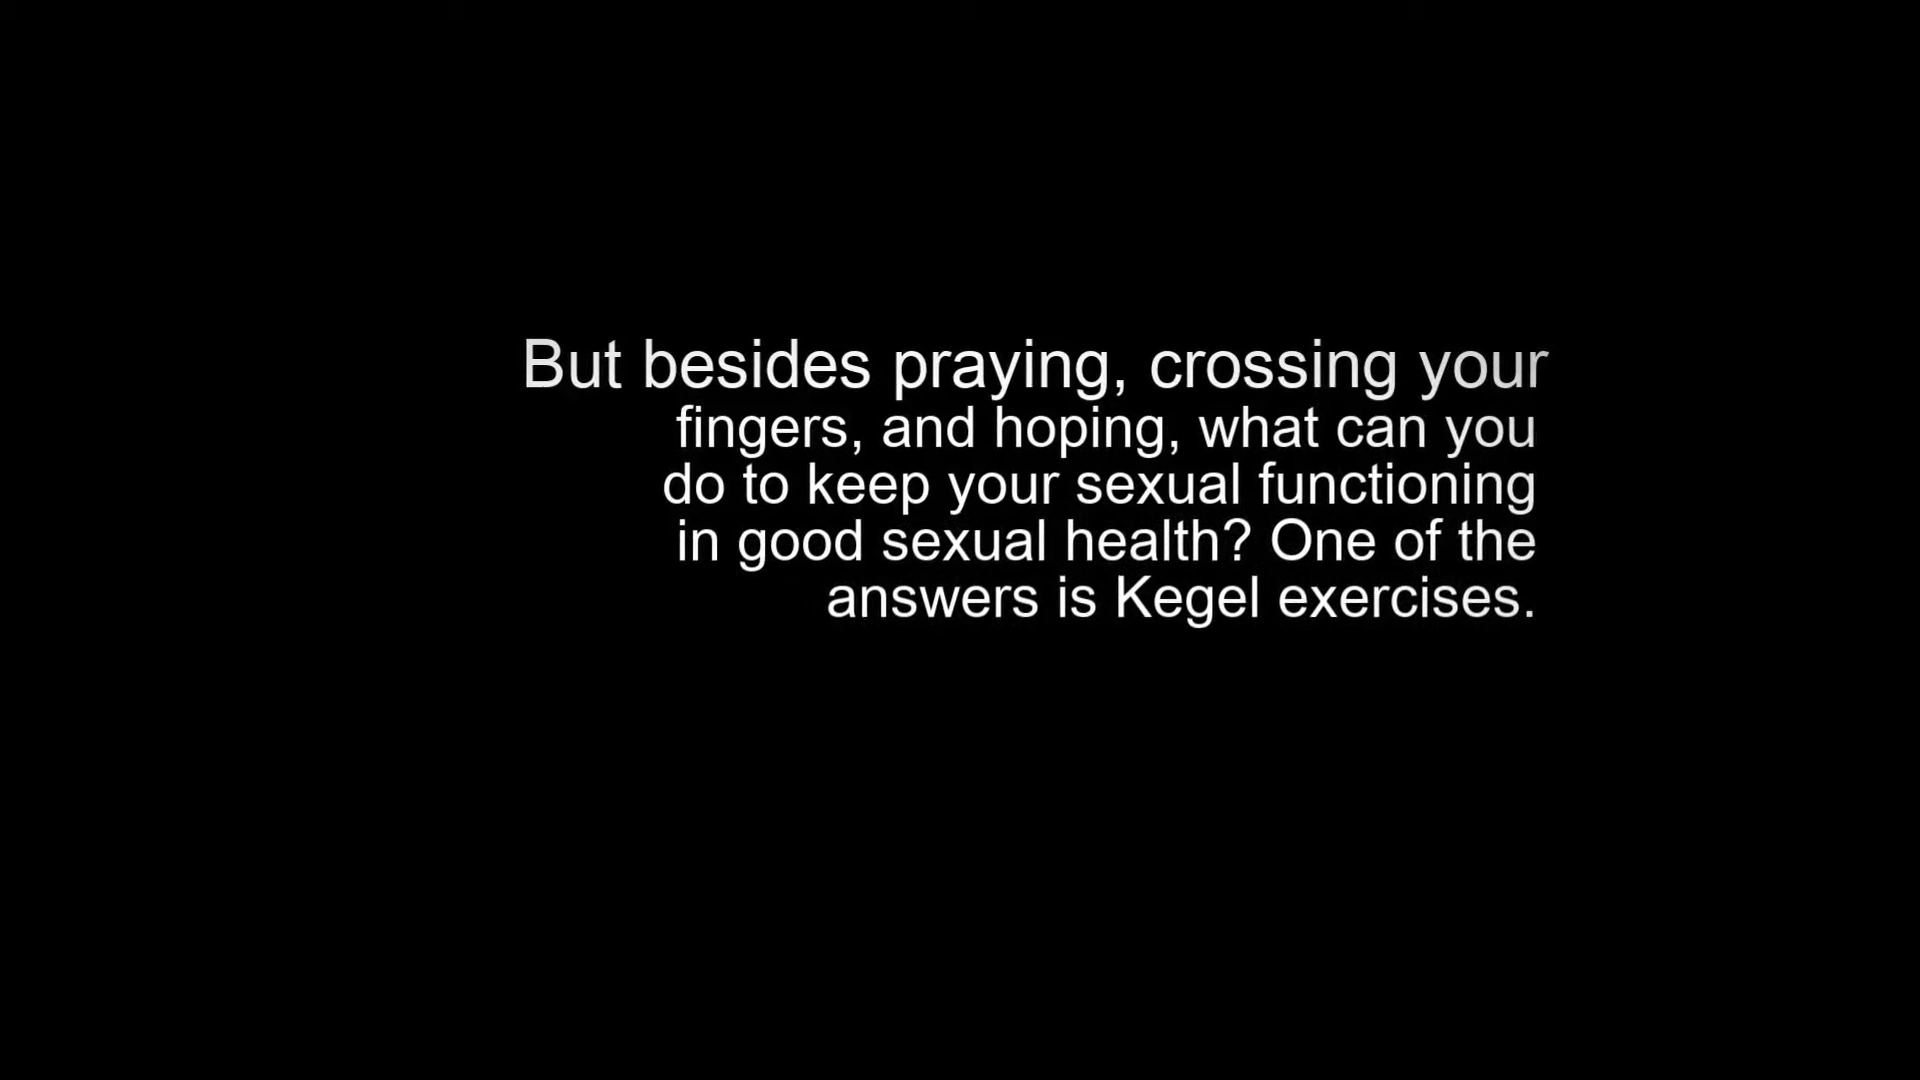 But besides praying, crossing your
fingers, and hoping, what can you
do to keep your sexual functioning
in good sexual health? One of the
answers is Kegel exercises.